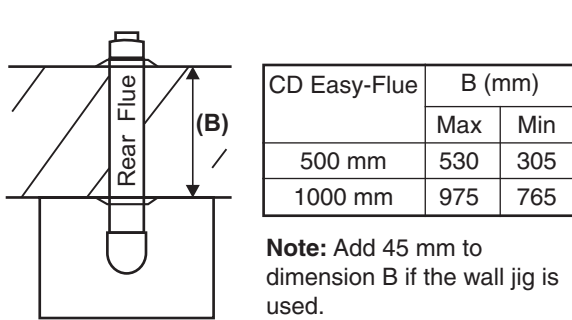 Rear Flue
(B)
CD Easy-Flue B (mm)
Max Min
500 mm 530 305
1000 mm 975 765
Note: Add 45 mm to
dimension B if the wall jig is
used.